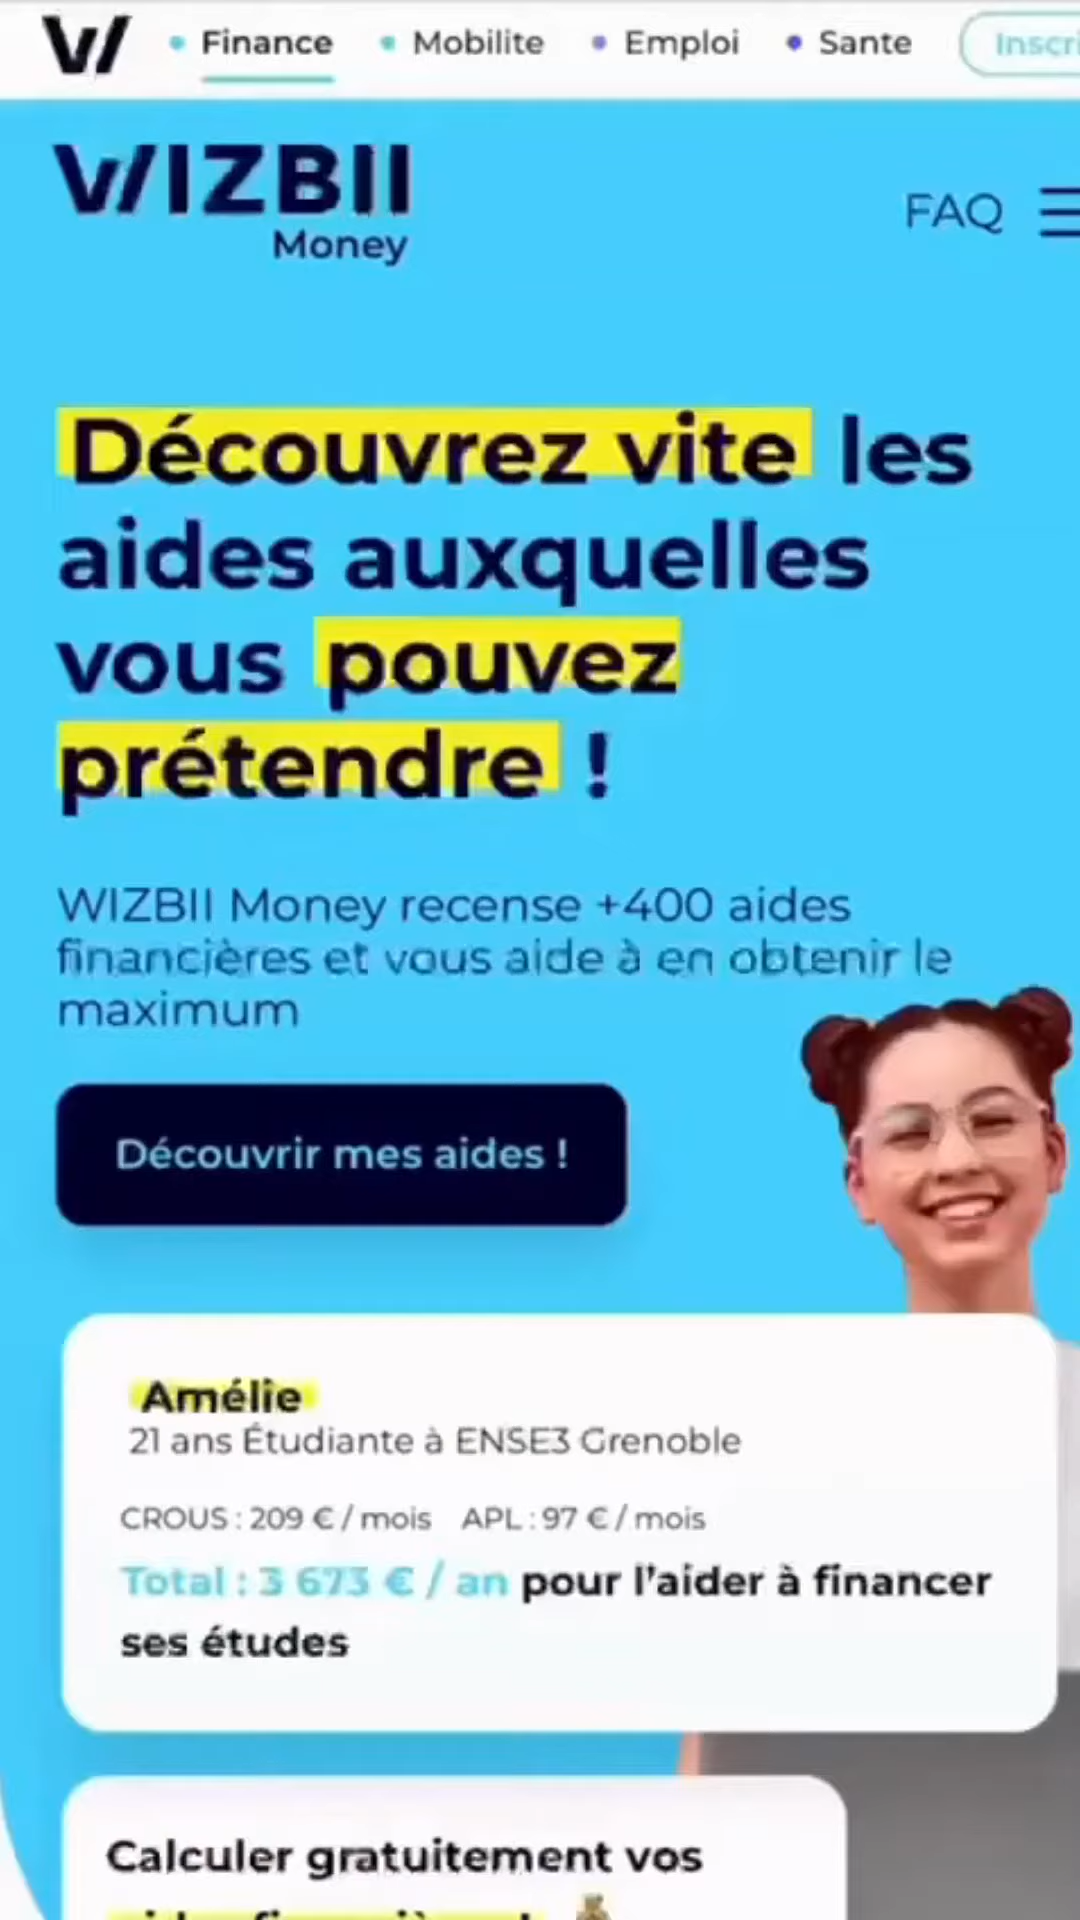 W Finance Mobilite Emploi Sante Inscri
WIZBII
Money
FAQ
Découvrez vite les
aides auxquelles
vous pouvez
prétendre !
WIZBII Money recense +400 aides
financières et vous aide à en obtenir le
maximum
Découvrir mes aides !
Amélie
21 ans Étudiante à ENSE3 Grenoble
CROUS : 209 € / mois APL : 97 € / mois
Total : 3 673 € / an pour l'aider à financer
ses études
Calculer gratuitement vos